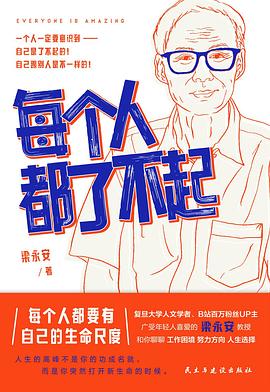 EVERYONE IS AMAZING
一个人一定要意识到——
自己是了不起的！
自己跟别人是不一样的！
每个人
都了不起
梁永安
/著
每个人都要有
自己的生命尺度
复旦大学人文学者、B站百万粉丝UP主
广受年轻人喜爱的 梁永安 教授
和你聊聊 工作困境 努力方向 人生选择
人生的高峰不是你的功成名就，
而是你突然打开新生命的时候。
民主与建设出版社